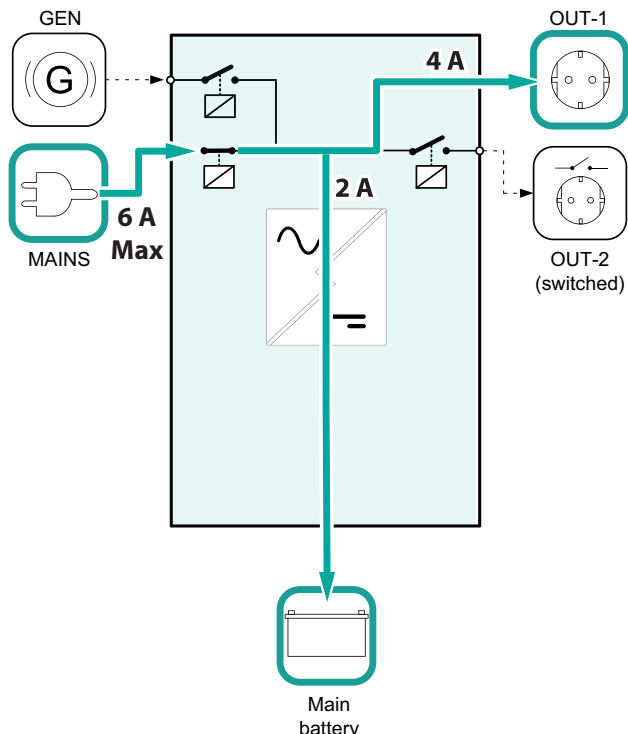 GEN
OUT-1
G
4 A
2 A
6 A
Max
MAINS
OUT-2
(switched)
Main
battery